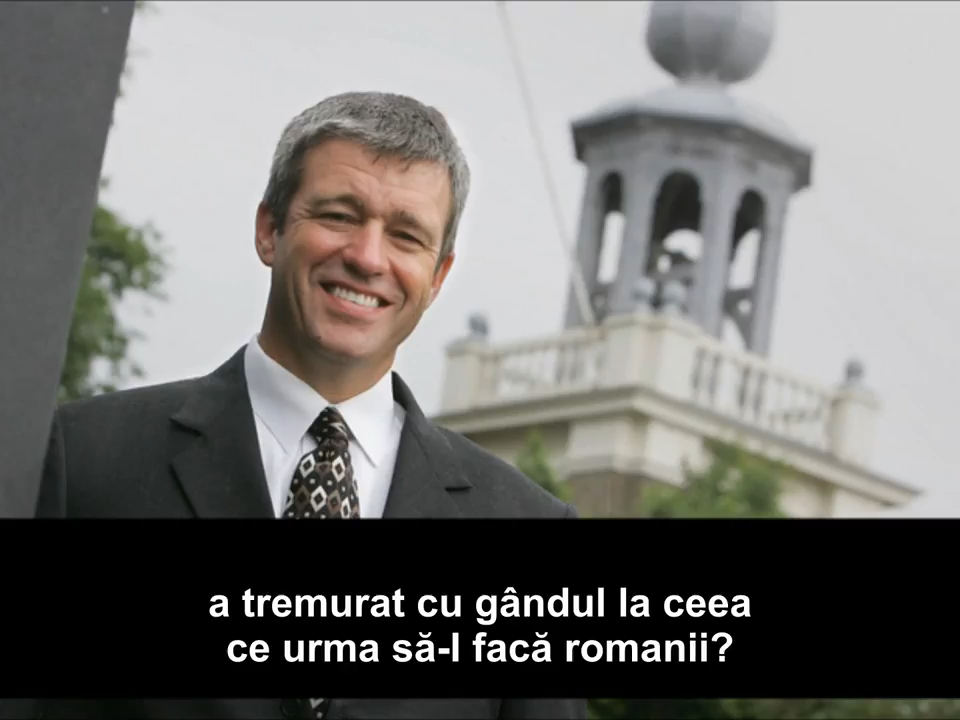 a tremurat cu gândul la ceea
ce urma să-l facă romanii?